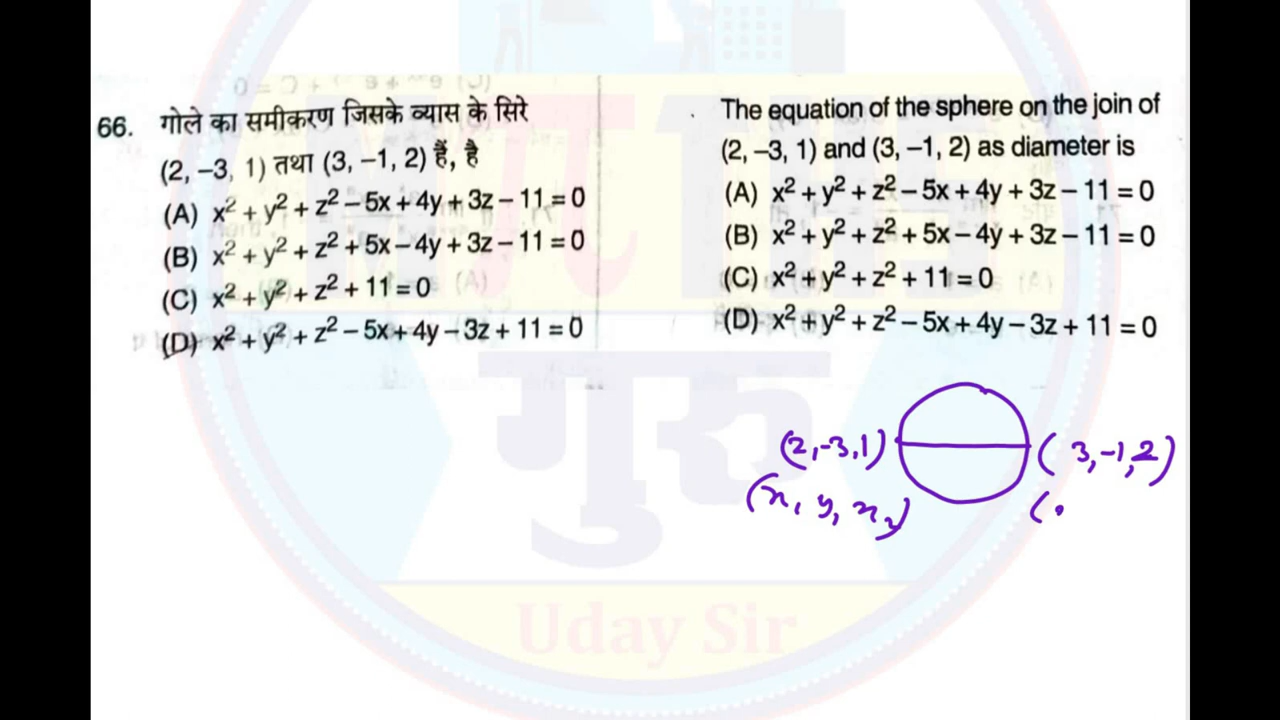 66. गोले का समीकरण जिसके व्यास के सिरे
(2, –3, 1) तथा (3, –1, 2) हैं, है
(A) x² + y² + z² – 5x + 4y + 3z – 11 = 0
(B) x² + y² + z² + 5x – 4y + 3z – 11 = 0
(C) x² + y² + z² + 11 = 0
(D) x² + y² + z² – 5x + 4y – 3z + 11 = 0
The equation of the sphere on the join of
(2, –3, 1) and (3, –1, 2) as diameter is
(A) x² + y² + z² – 5x + 4y + 3z – 11 = 0
(B) x² + y² + z² + 5x – 4y + 3z – 11 = 0
(C) x² + y² + z² + 11 = 0
(D) x² + y² + z² – 5x + 4y – 3z + 11 = 0
(2,-3,1) (3,-1,2)
MATHS
गुरु
Uday Sir